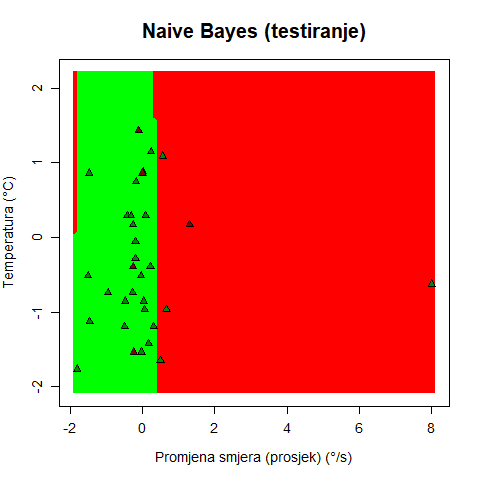 Naive Bayes (testiranje)
Temperatura (°C)
2
1
0
-1
-2
-2 0 2 4 6 8
Promjena smjera (prosjek) (°/s)